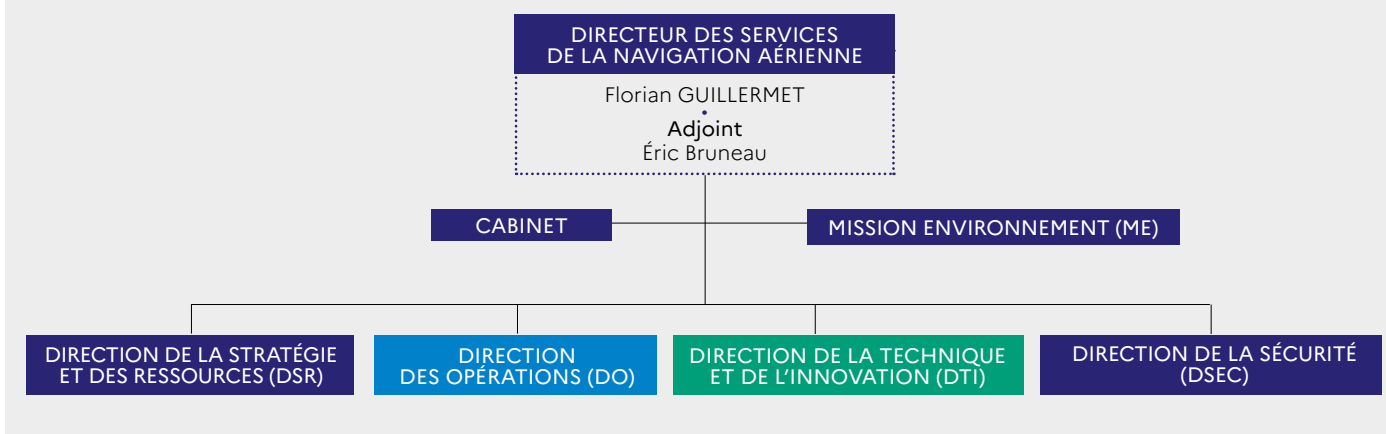 DIRECTEUR DES SERVICES
DE LA NAVIGATION AÉRIENNE
Florian GUILLERMET
•
Adjoint
Éric Bruneau
CABINET
MISSION ENVIRONNEMENT (ME)
DIRECTION DE LA STRATÉGIE
ET DES RESSOURCES (DSR)
DIRECTION
DES OPÉRATIONS (DO)
DIRECTION DE LA TECHNIQUE
ET DE L’INNOVATION (DTI)
DIRECTION DE LA SÉCURITÉ
(DSEC)